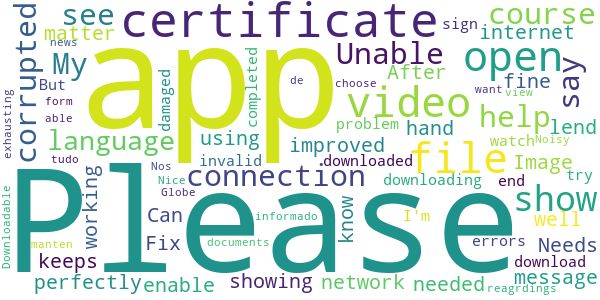 certificate
course
see
matter
news
sign
internet
exhausting
corrupted
My
But
form
able
damaged
app
completed
Unable
After
de
choose
open
fine
say
want
view
video
help
language
using
problem
hand
lend
improved
watch
Noisy
tudo
Nos
invalid
downloaded
file
Image
working
Nice
Globe
connection
downloading
end
try
Downloadable
Please
show
Can
know
I'm
well
informado
manten
Fix
documents
errors
Needs
keeps
download
perfectly
enable
showing
network
needed
message
reagrdings